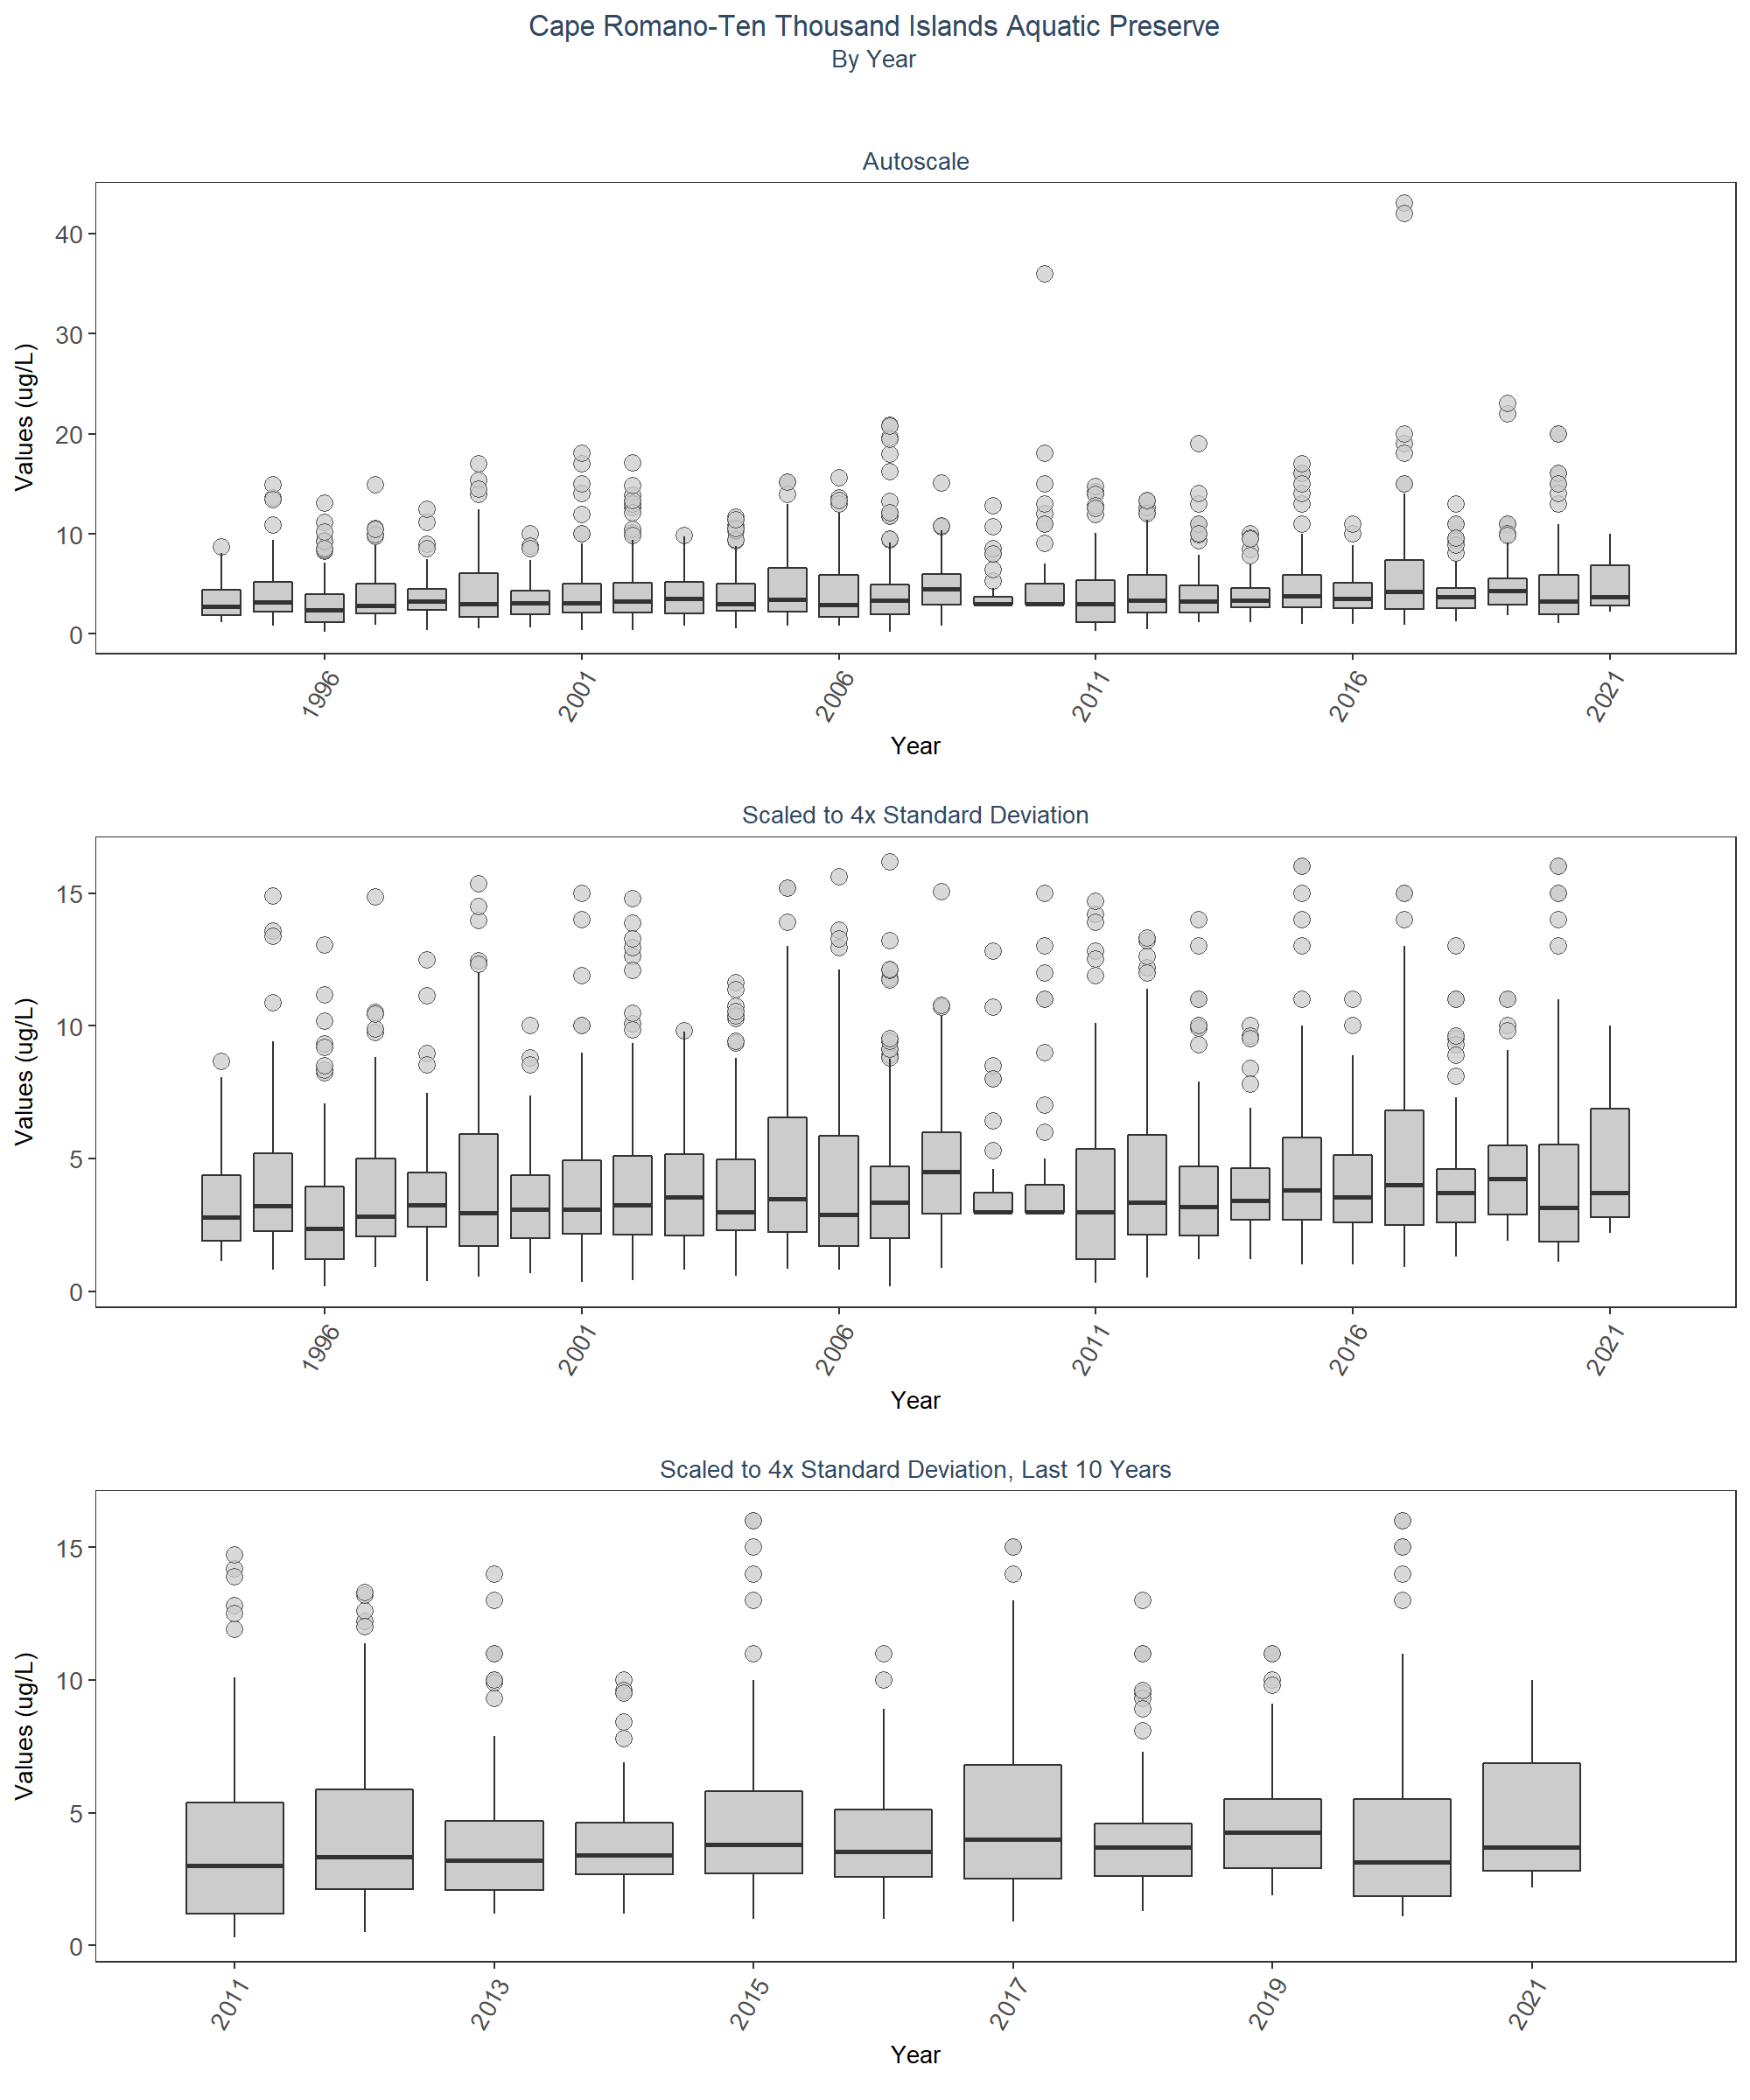 Cape Romano-Ten Thousand Islands Aquatic Preserve
By Year
Autoscale
Values (ug/L)
40
30
20
10
0
1996
2001
2006
2011
2016
2021
Year
Scaled to 4x Standard Deviation
Values (ug/L)
15
10
5
0
1996
2001
2006
2011
2016
2021
Year
Scaled to 4x Standard Deviation, Last 10 Years
Values (ug/L)
15
10
5
0
2011
2013
2015
2017
2019
2021
Year